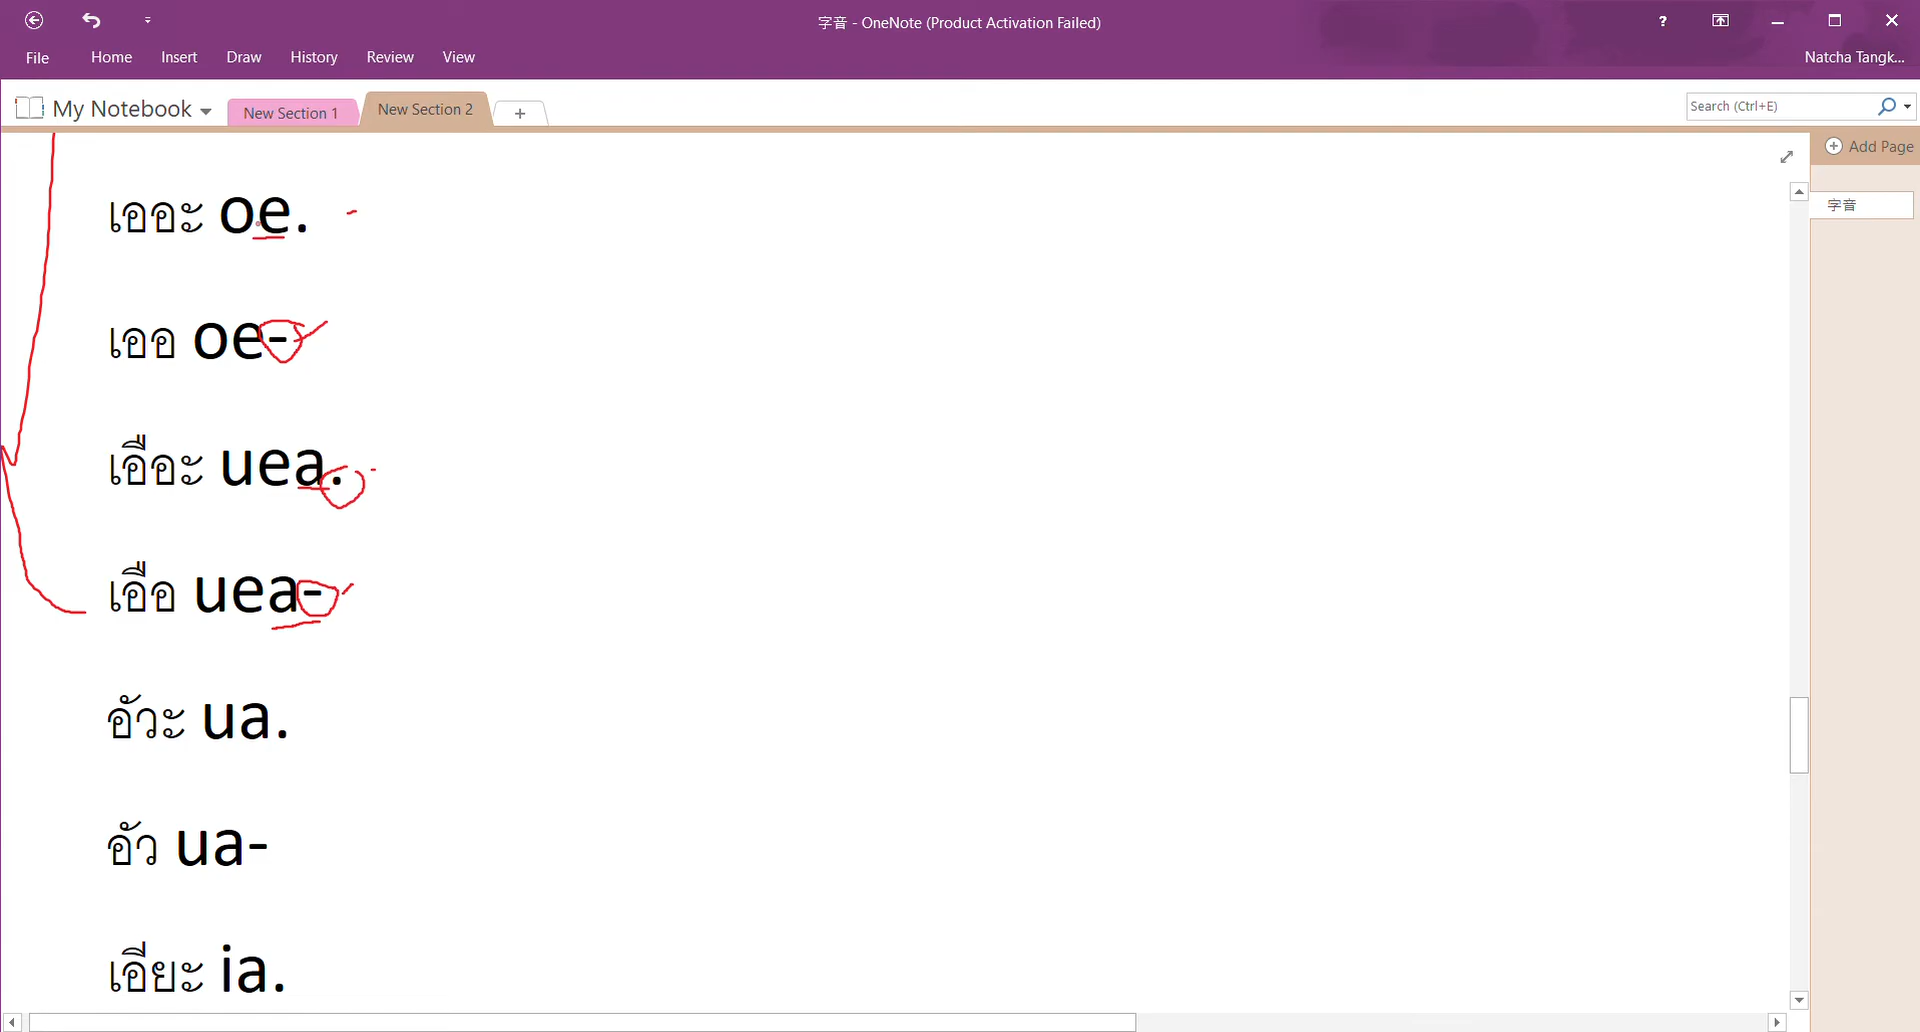 字音 - OneNote (Product Activation Failed)
?
File Home Insert Draw History Review View
Natcha Tangk...
My Notebook
New Section 1
New Section 2
+
Search (Ctrl+E)
Add Page
字音
เออะ oe.
เออ oe-
เอือะ uea.
เอือ uea-
อัวะ ua.
อัว ua-
เอียะ ia.